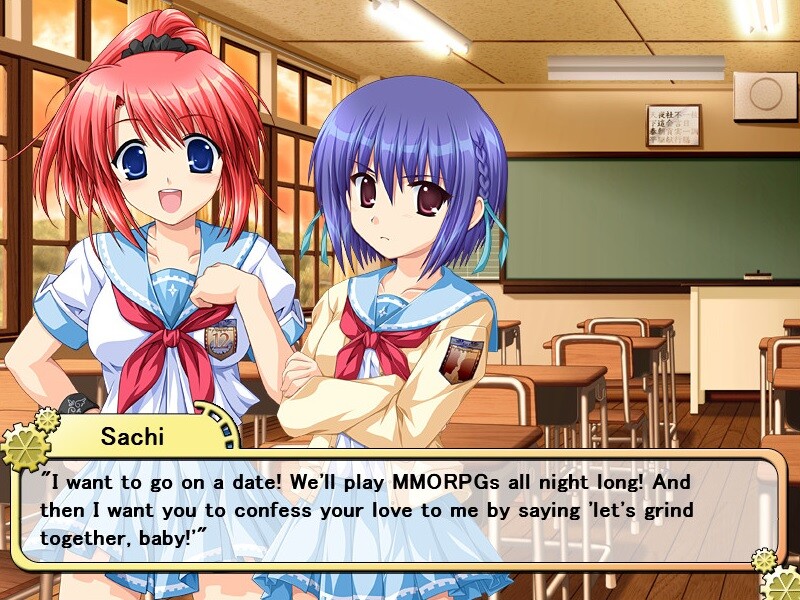 Sachi
"I want to go on a date! We'll play MMORPGs all night long! And
then I want you to confess your love to me by saying 'let's grind
together, baby!'"
12